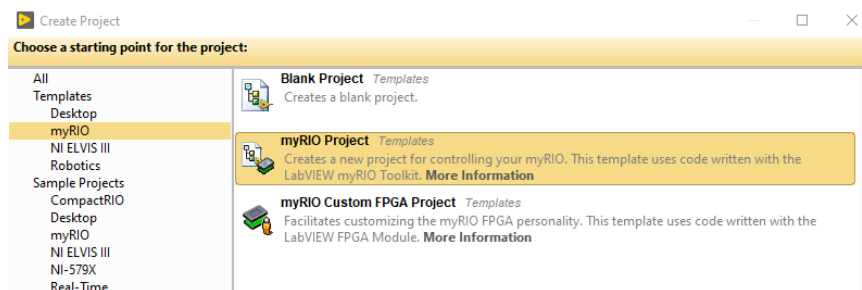 Create Project
Choose a starting point for the project:
All
Templates
Desktop
myRIO
NI ELVIS III
Robotics
Sample Projects
CompactRIO
Desktop
myRIO
NI ELVIS III
NI-579X
Real-Time
Blank Project Templates
Creates a blank project.
myRIO Project Templates
Creates a new project for controlling your myRIO. This template uses code written with the
LabVIEW myRIO Toolkit. More Information
myRIO Custom FPGA Project Templates
Facilitates customizing the myRIO FPGA personality. This template uses code written with the
LabVIEW FPGA Module. More Information